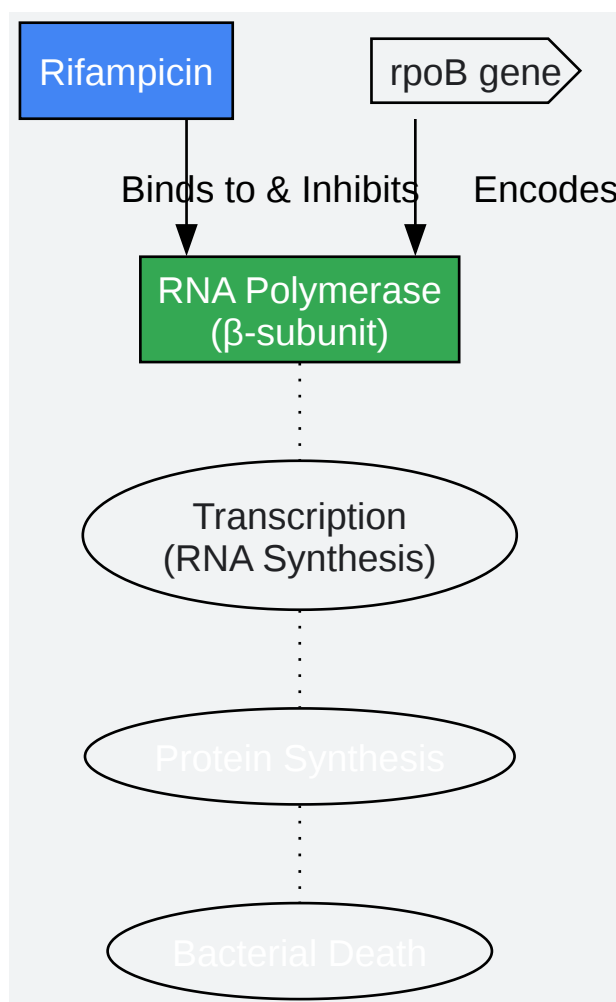 Rifampicin
rpoB gene
Binds to & Inhibits
Encodes
RNA Polymerase
(β-subunit)
Transcription
(RNA Synthesis)
Protein Synthesis
Bacterial Death